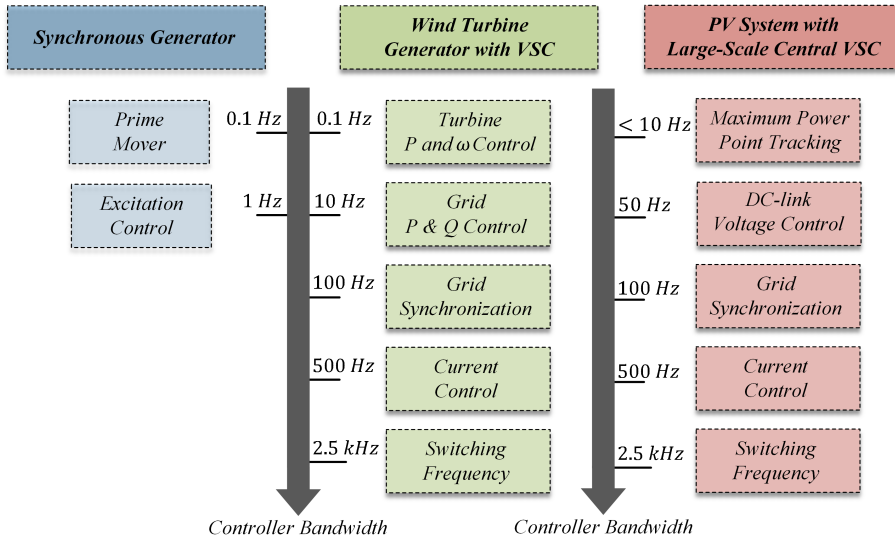 Synchronous Generator
Wind Turbine
Generator with VSC
PV System with
Large-Scale Central VSC
Prime
Mover
0.1 Hz
0.1 Hz
Turbine
P and ω Control
< 10 Hz
Maximum Power
Point Tracking
Excitation
Control
1 Hz
10 Hz
Grid
P & Q Control
50 Hz
DC-link
Voltage Control
100 Hz
Grid
Synchronization
100 Hz
Grid
Synchronization
500 Hz
Current
Control
500 Hz
Current
Control
2.5 kHz
Switching
Frequency
2.5 kHz
Switching
Frequency
Controller Bandwidth
Controller Bandwidth